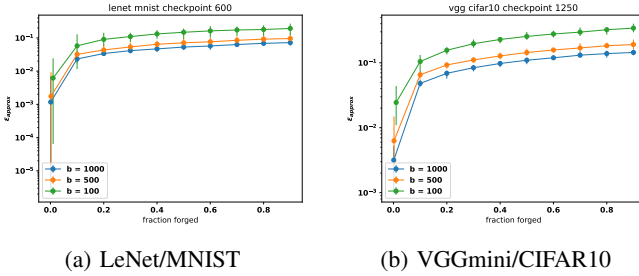 lenet mnist checkpoint 600
10⁻¹
10⁻²
10⁻³
10⁻⁴
10⁻⁵
ε_approx
b = 1000
b = 500
b = 100
0.0 0.2 0.4 0.6 0.8
fraction forged
(a) LeNet/MNIST
vgg cifar10 checkpoint 1250
10⁻¹
10⁻²
10⁻³
ε_approx
b = 1000
b = 500
b = 100
0.0 0.2 0.4 0.6 0.8
fraction forged
(b) VGGmini/CIFAR10